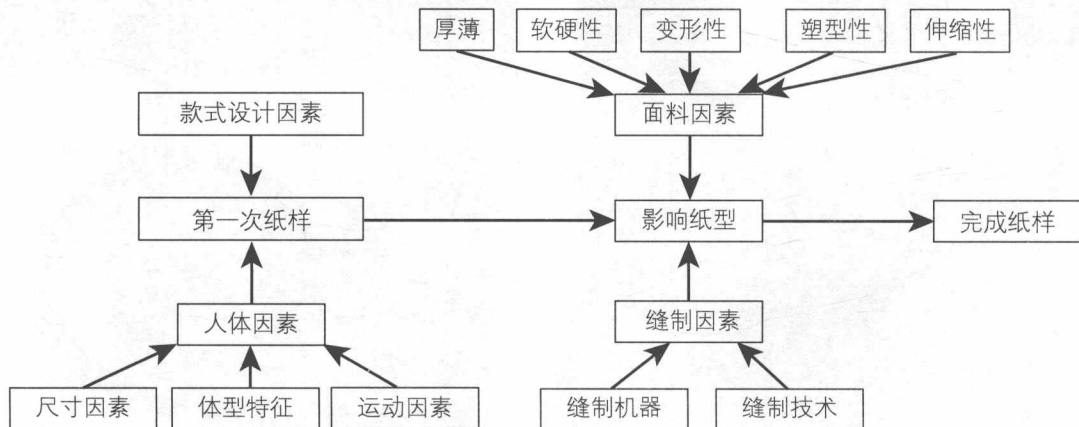 厚薄
软硬性
变形性
塑型性
伸缩性
款式设计因素
面料因素
第一次纸样
影响纸型
完成纸样
人体因素
缝制因素
尺寸因素
体型特征
运动因素
缝制机器
缝制技术